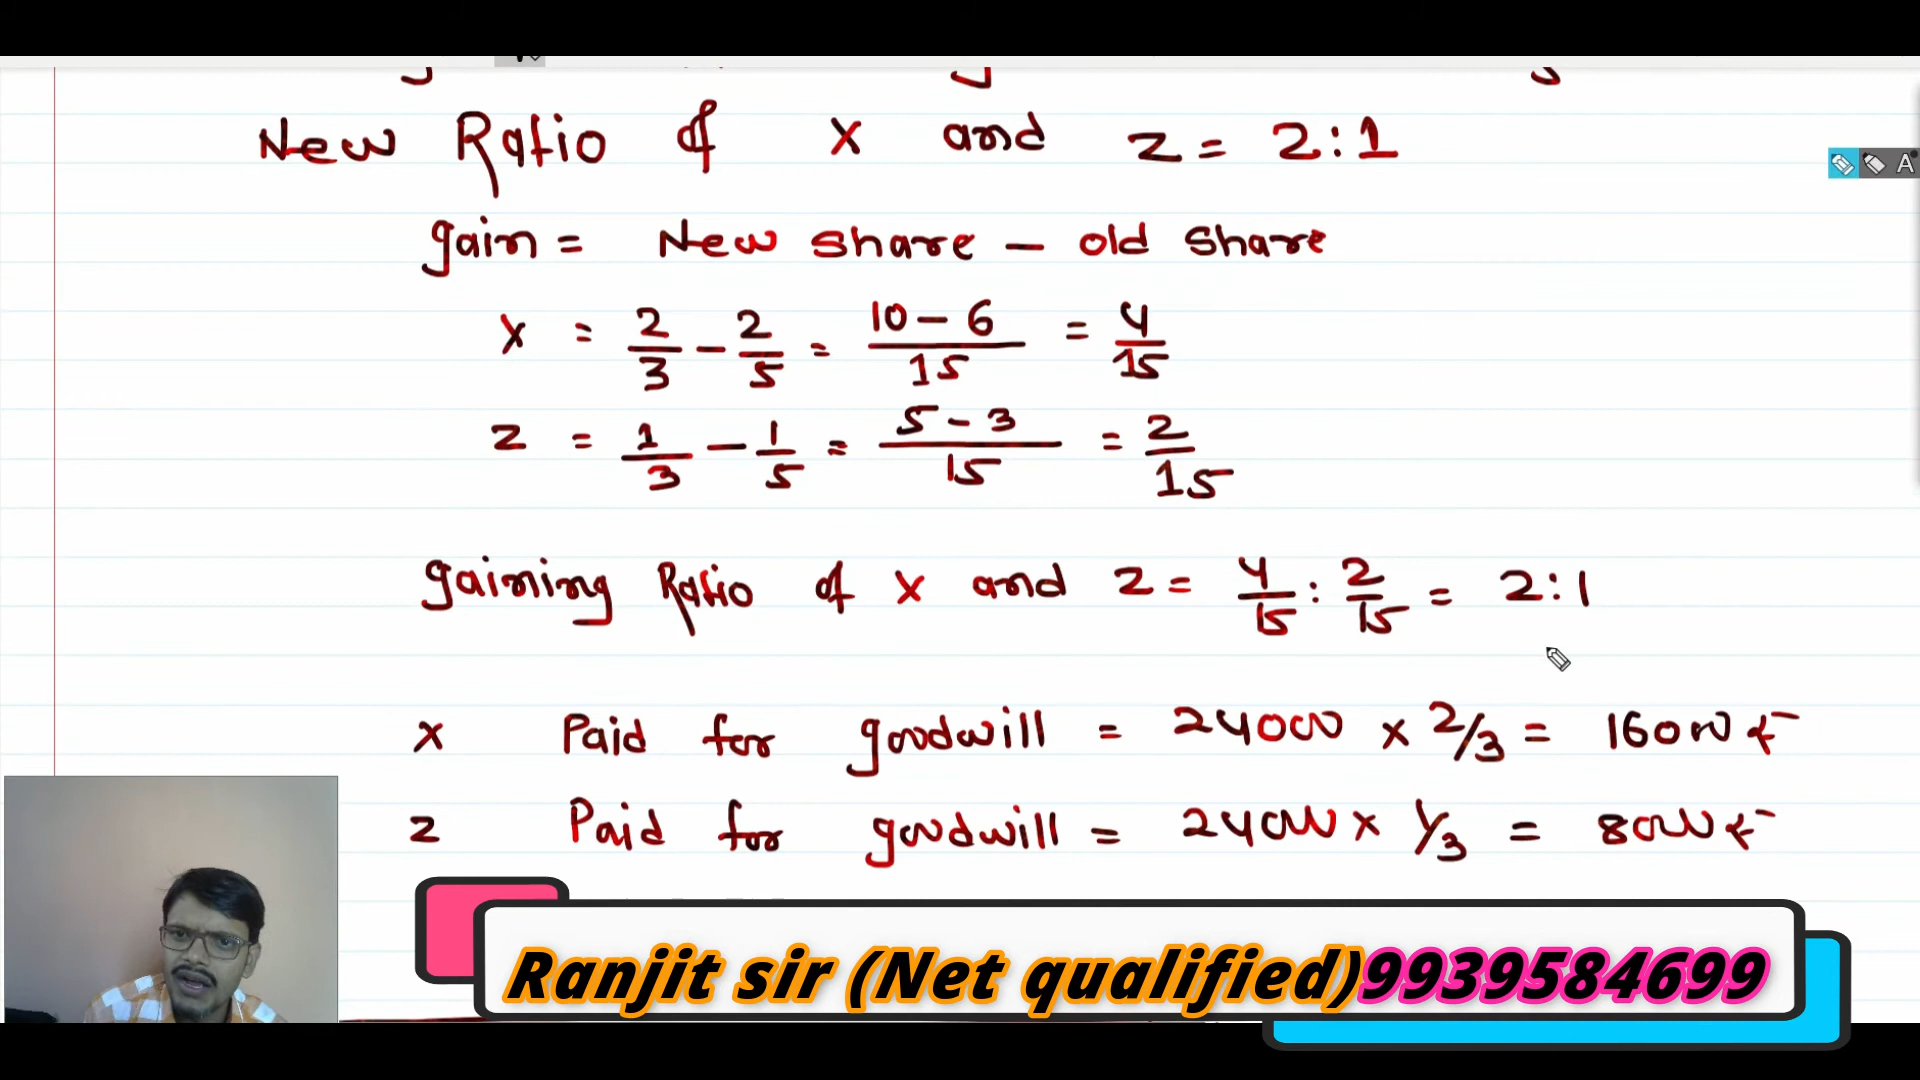 New Ratio of X and Z = 2:1
gain = New share - old share
X = 2/3 - 2/5 = 10-6/15 = 4/15
Z = 1/3 - 1/5 = 5-3/15 = 2/15
gaining Ratio of X and Z = 4/15 : 2/15 = 2:1
X Paid for goodwill = 24000 x 2/3 = 16000 ₹
Z Paid for goodwill = 24000 x 1/3 = 8000 ₹
Ranjit sir (Net qualified)9939584699
A